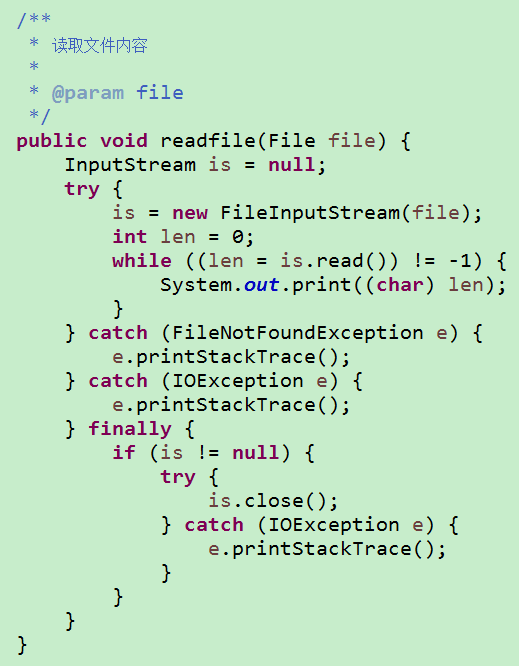 /**
 * 读取文件内容
 *
 * @param file
 */
public void readfile(File file) {
    InputStream is = null;
    try {
        is = new FileInputStream(file);
        int len = 0;
        while ((len = is.read()) != -1) {
            System.out.print((char) len);
        }
    } catch (FileNotFoundException e) {
        e.printStackTrace();
    } catch (IOException e) {
        e.printStackTrace();
    } finally {
        if (is != null) {
            try {
                is.close();
            } catch (IOException e) {
                e.printStackTrace();
            }
        }
    }
}